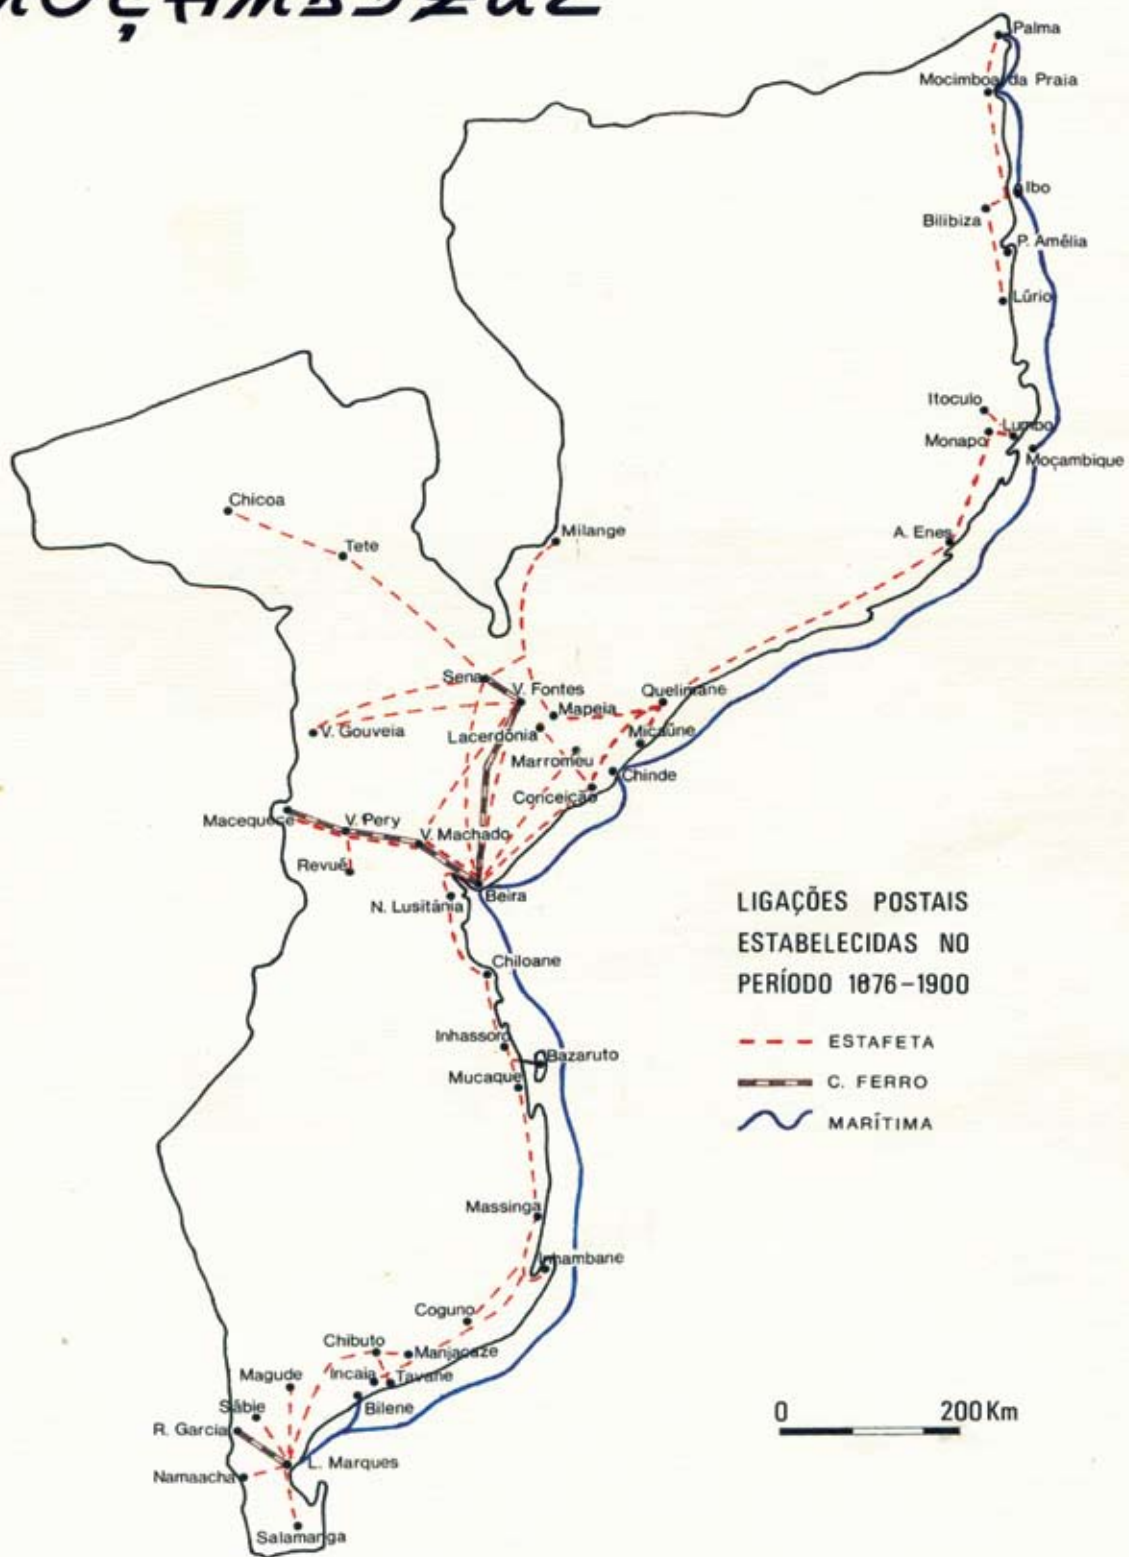 MOÇAMBIQUE
Palma
Mocimboa da Praia
Ibo
Bilibiza
P. Amélia
Lúrio
Itoculo
Lumbo
Monapo
Moçambique
Chicoa
Milange
A. Enes
Tete
Sena
V. Fontes
Quelimane
Mapeia
V. Gouveia
Lacerdónia
Micaúne
Marromeu
Chinde
Conceição
Macequece
V. Pery
V. Machado
Revué
Beira
N. Lusitânia
LIGAÇÕES POSTAIS
ESTABELECIDAS NO
PERÍODO 1876-1900
Chiloane
Inhassoro
Bazaruto
ESTAFETA
Mucaque
C. FERRO
MARÍTIMA
Massinga
Inhambane
Coguno
Chibuto
Manjacaze
Magude
Incaia
Tavane
Sábie
Bilene
0 200 Km
R. Garcia
L. Marques
Namaacha
Salamanga